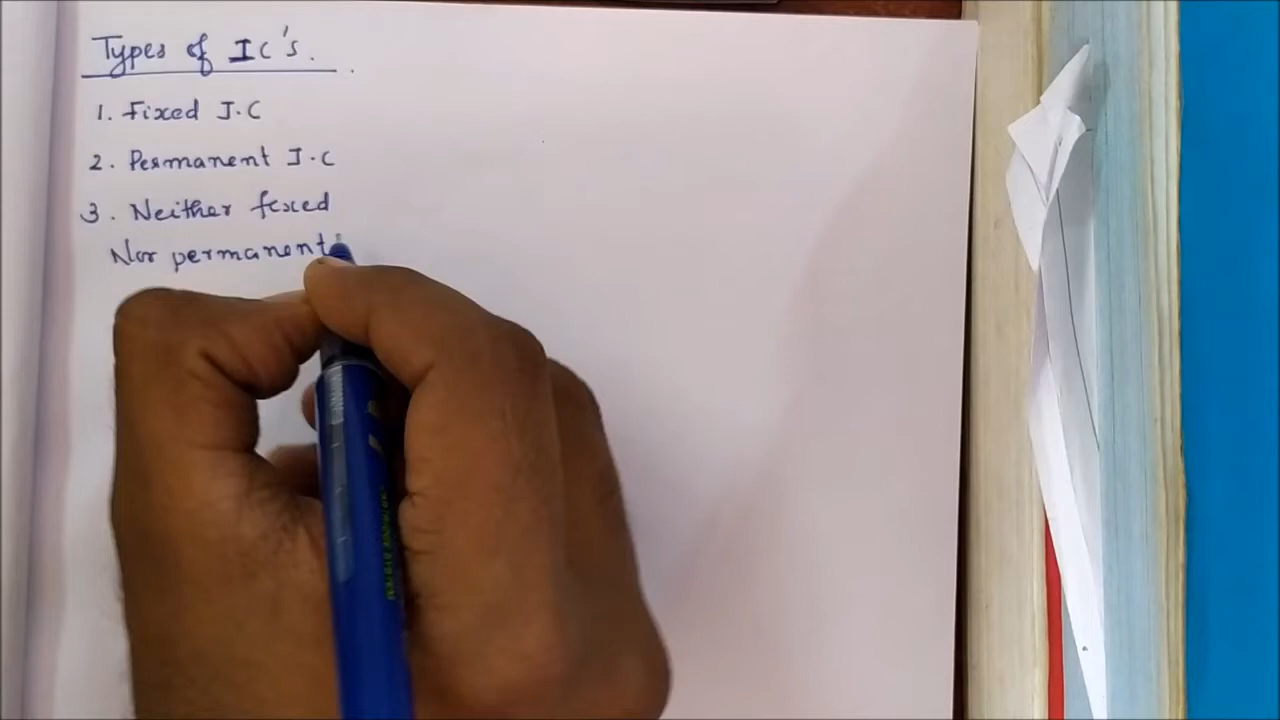 Types of IC's.
1. Fixed I.C
2. Permanent I.C
3. Neither fixed
Nor permanent